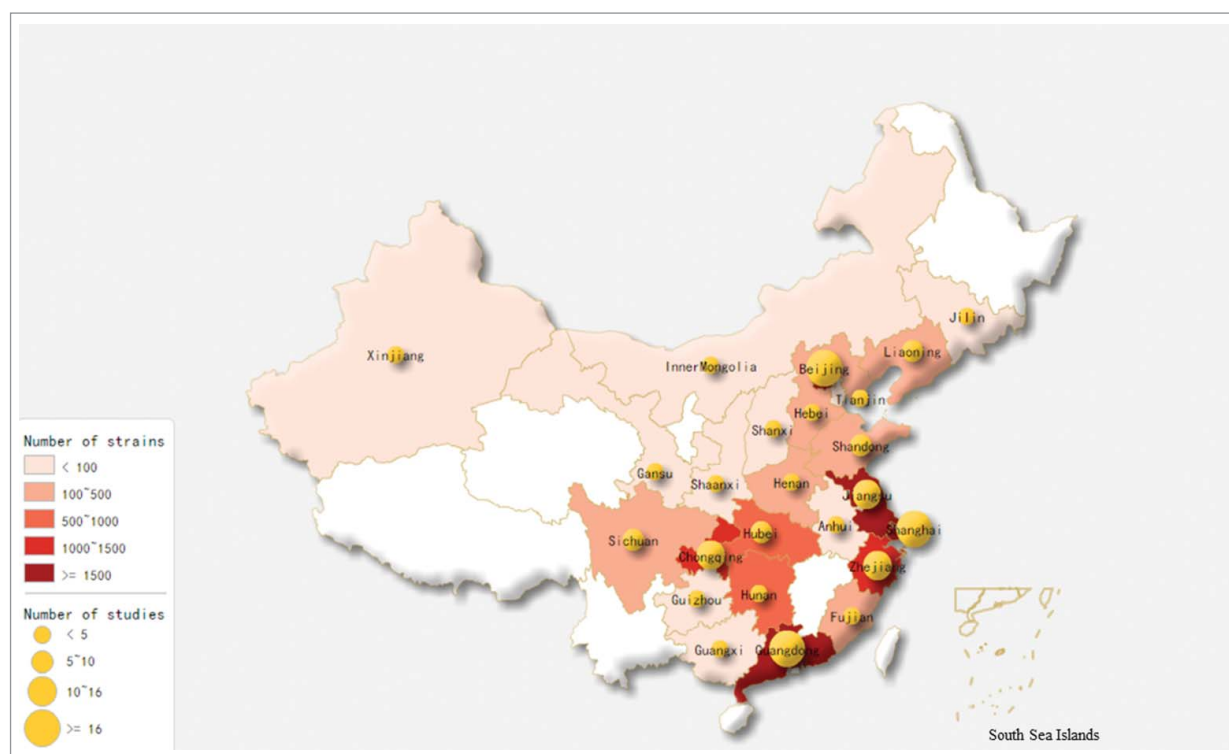 Jilin
Liaoning
Xinjiang
InnerMongolia
Beijing
Tianjin
Hebei
Shanxi
Shandong
Number of strains
< 100
100~500
500~1000
1000~1500
>= 1500
Gansu
Shaanxi
Henan
Jiangsu
Anhui
Shanghai
Hubei
Sichuan
Chongqing
Zhejiang
Hunan
Guizhou
Fujian
Guangxi
Guangdong
Number of studies
< 5
5~10
10~16
>= 16
South Sea Islands